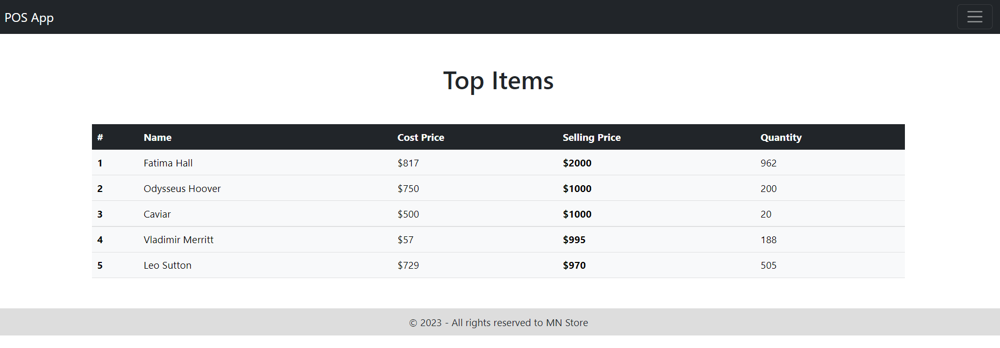 POS App
Top Items
# Name Cost Price Selling Price Quantity
1 Fatima Hall $817 $2000 962
2 Odysseus Hoover $750 $1000 200
3 Caviar $500 $1000 20
4 Vladimir Merritt $57 $995 188
5 Leo Sutton $729 $970 505
© 2023 - All rights reserved to MN Store